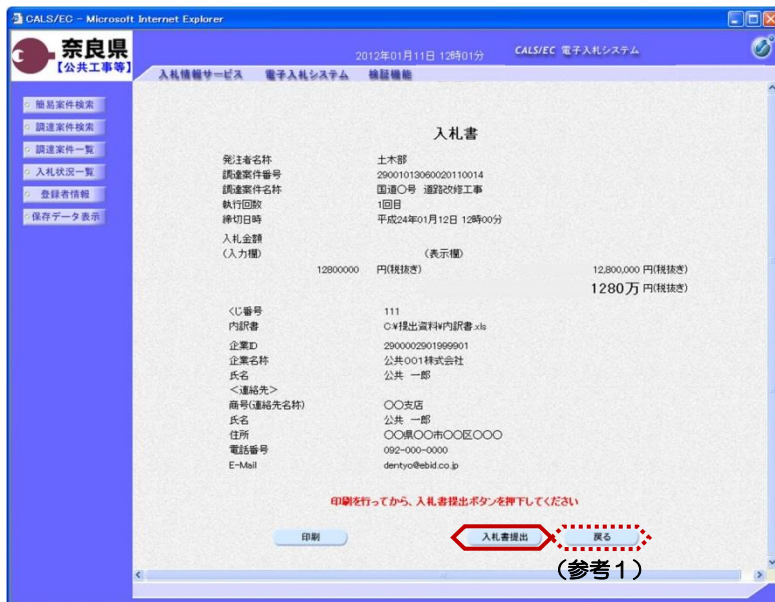 CALS/EC - Microsoft Internet Explorer
奈良県
【公共工事等】
2012年01月11日 12時01分
CALS/EC 電子入札システム
入札情報サービス 電子入札システム 検証機能
簡易案件検索
調達案件検索
調達案件一覧
入札状況一覧
登録者情報
保存データ表示
入札書
発注者名称 土木部
調達案件番号 29001013060020110014
調達案件名称 国道〇号 道路改修工事
執行回数 1回目
締切日時 平成24年01月12日 12時00分
入札金額
(入力欄) (表示欄)
12800000 円(税抜き) 12,800,000 円(税抜き)
1280万 円(税抜き)
くじ番号 111
内訳書 C:¥提出資料¥内訳書.xls
企業ID 2900002901999901
企業名称 公共001株式会社
氏名 公共 一郎
<連絡先>
商号(連絡先名称) 〇〇支店
氏名 公共 一郎
住所 〇〇県〇〇市〇〇区〇〇〇
電話番号 092-000-0000
E-Mail dentyo@ebid.co.jp
印刷を行ってから、入札書提出ボタンを押下してください
印刷 入札書提出 戻る
(参考1)